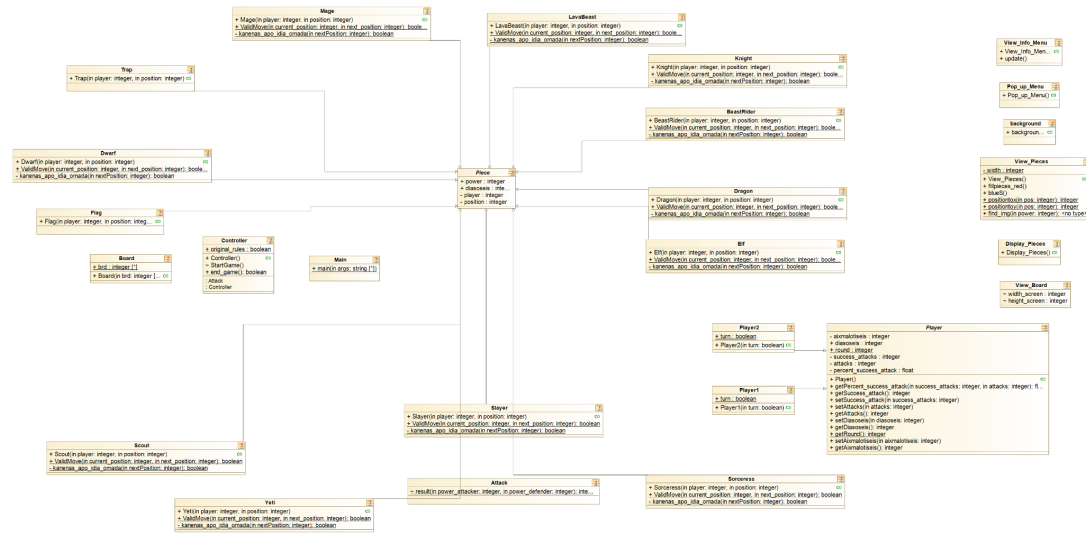 Mage
+ Mage(in player: integer, in position: integer)
+ ValidMove(in current_position: integer, in next_position: integer): boole...
- kanenas_apo_idia_omada(in nextPosition: integer): boolean
LavaBeast
+ LavaBeast(in player: integer, in position: integer)
+ ValidMove(in current_position: integer, in next_position: integer): boole...
- kanenas_apo_idia_omada(in nextPosition: integer): boolean
Trap
+ Trap(in player: integer, in position: integer)
Knight
+ Knight(in player: integer, in position: integer)
+ ValidMove(in current_position: integer, in next_position: integer): boole...
- kanenas_apo_idia_omada(in nextPosition: integer): boolean
BeastRider
+ BeastRider(in player: integer, in position: integer)
+ ValidMove(in current_position: integer, in next_position: integer): boole...
- kanenas_apo_idia_omada(in nextPosition: integer): boolean
Dwarf
+ Dwarf(in player: integer, in position: integer)
+ ValidMove(in current_position: integer, in next_position: integer): boole...
- kanenas_apo_idia_omada(in nextPosition: integer): boolean
Piece
+ power : integer
+ diasoseis : inte...
- player : integer
- position : integer
Flag
+ Flag(in player: integer, in position: integ...
Dragon
+ Dragon(in player: integer, in position: integer)
+ ValidMove(in current_position: integer, in next_position: integer): boole...
- kanenas_apo_idia_omada(in nextPosition: integer): boolean
Elf
+ Elf(in player: integer, in position: integer)
+ ValidMove(in current_position: integer, in next_position: integer): boole...
- kanenas_apo_idia_omada(in nextPosition: integer): boolean
Board
+ brd : integer [*]
+ Board(in brd: integer [...
Controller
+ original_rules : boolean
+ Controller()
~ StartGame()
+ end_game(): boolean
: Attack
: Controller
Main
+ main(in args: string [*])
View_Info_Menu
+ View_Info_Men...
+ update()
Pop_up_Menu
+ Pop_up_Menu()
background
+ backgroun...
View_Pieces
- width : integer
+ View_Pieces()
+ fillpieces_red()
+ blueS()
+ positiontox(in pos: integer): integer
+ positiontoy(in pos: integer): integer
+ find_img(in power: integer): <no type>
Display_Pieces
+ Display_Pieces()
View_Board
~ width_screen : integer
~ height_screen : integer
Player2
+ turn : boolean
+ Player2(in turn: boolean)
Player1
+ turn : boolean
+ Player1(in turn: boolean)
Player
- aixmalotiseis : integer
+ diasoseis : integer
+ round : integer
- success_attacks : integer
- attacks : integer
- percent_success_attack : float
+ Player()
+ getPercent_success_attack(in success_attacks: integer, in attacks: integer): fl...
+ getSuccess_attack(): integer
+ setSuccess_attack(in success_attacks: integer)
+ setAttacks(in attacks: integer)
+ getAttacks(): integer
+ setDiasoseis(in diasoseis: integer)
+ getDiasoseis(): integer
+ getRound(): integer
+ setAixmalotiseis(in aixmalotiseis: integer)
+ getAixmalotiseis(): integer
Slayer
+ Slayer(in player: integer, in position: integer)
+ ValidMove(in current_position: integer, in next_position: integer): boolean
- kanenas_apo_idia_omada(in nextPosition: integer): boolean
Scout
+ Scout(in player: integer, in position: integer)
+ ValidMove(in current_position: integer, in next_position: integer): boolean
- kanenas_apo_idia_omada(in nextPosition: integer): boolean
Attack
~ result(in power_attacker: integer, in power_defender: integer): inte...
Sorceress
+ Sorceress(in player: integer, in position: integer)
+ ValidMove(in current_position: integer, in next_position: integer): boolean
- kanenas_apo_idia_omada(in nextPosition: integer): boolean
Yeti
+ Yeti(in player: integer, in position: integer)
+ ValidMove(in current_position: integer, in next_position: integer): boolean
- kanenas_apo_idia_omada(in nextPosition: integer): boolean